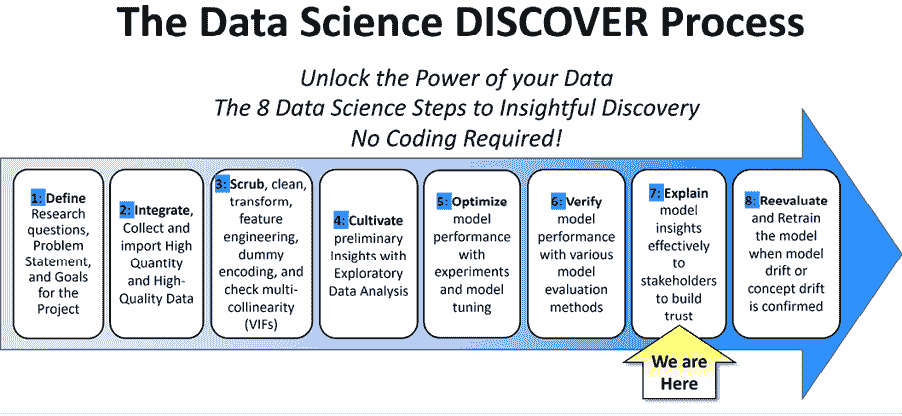 The Data Science DISCOVER Process
Unlock the Power of your Data
The 8 Data Science Steps to Insightful Discovery
No Coding Required!
1: Define
Research
questions,
Problem
Statement,
and Goals
for the
Project
2: Integrate,
Collect and
import High
Quantity
and High-
Quality Data
3: Scrub, clean,
transform,
feature
engineering,
dummy
encoding, and
check multi-
collinearity
(VIFs)
4: Cultivate
preliminary
Insights with
Exploratory
Data Analysis
5: Optimize
model
performance
with
experiments
and model
tuning
6: Verify
model
performance
with various
model
evaluation
methods
7: Explain
model
insights
effectively
to
stakeholders
to build
trust
8: Reevaluate
and Retrain
the model
when model
drift or
concept drift
is confirmed
We are
Here